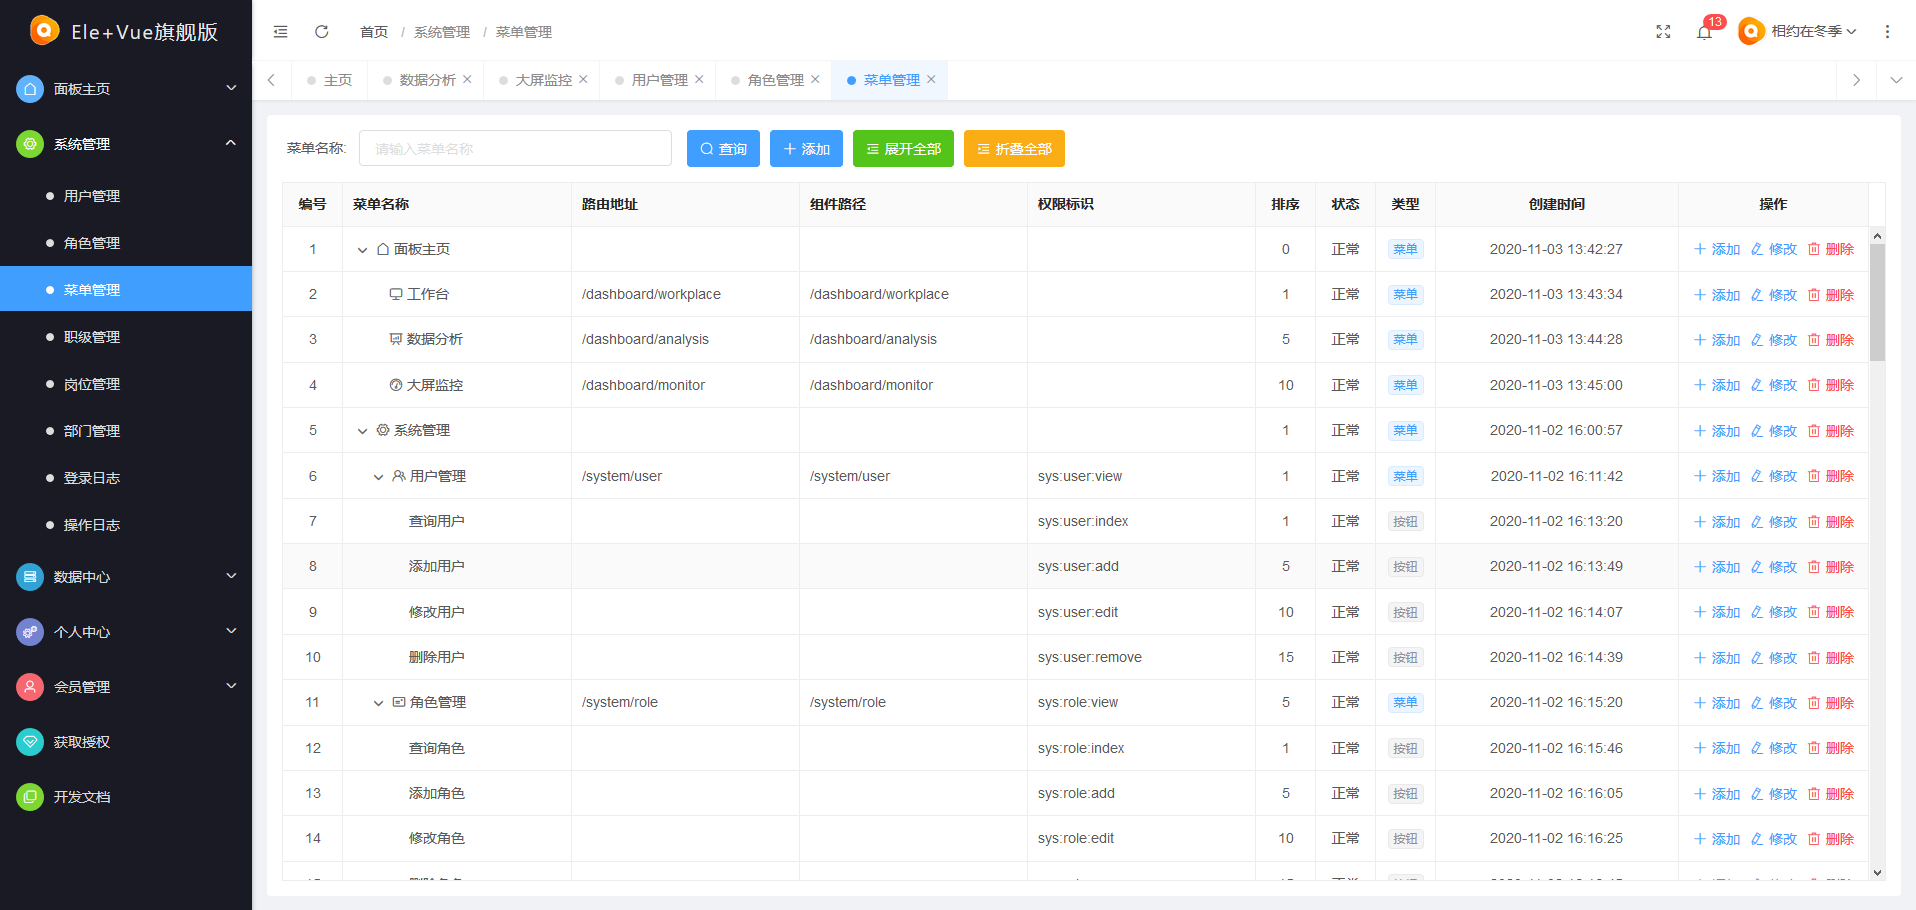 Ele+Vue旗舰版
面板主页
系统管理
用户管理
角色管理
菜单管理
职级管理
岗位管理
部门管理
登录日志
操作日志
数据中心
个人中心
会员管理
获取授权
开发文档
首页 / 系统管理 / 菜单管理
13 相约在冬季
主页 数据分析 大屏监控 用户管理 角色管理 菜单管理
菜单名称: 请输入菜单名称 查询 添加 展开全部 折叠全部
编号 菜单名称 路由地址 组件路径 权限标识 排序 状态 类型 创建时间 操作
1 面板主页 0 正常 菜单 2020-11-03 13:42:27 添加 修改 删除
2 工作台 /dashboard/workplace /dashboard/workplace 1 正常 菜单 2020-11-03 13:43:34 添加 修改 删除
3 数据分析 /dashboard/analysis /dashboard/analysis 5 正常 菜单 2020-11-03 13:44:28 添加 修改 删除
4 大屏监控 /dashboard/monitor /dashboard/monitor 10 正常 菜单 2020-11-03 13:45:00 添加 修改 删除
5 系统管理 1 正常 菜单 2020-11-02 16:00:57 添加 修改 删除
6 用户管理 /system/user /system/user sys:user:view 1 正常 菜单 2020-11-02 16:11:42 添加 修改 删除
7 查询用户 sys:user:index 1 正常 按钮 2020-11-02 16:13:20 添加 修改 删除
8 添加用户 sys:user:add 5 正常 按钮 2020-11-02 16:13:49 添加 修改 删除
9 修改用户 sys:user:edit 10 正常 按钮 2020-11-02 16:14:07 添加 修改 删除
10 删除用户 sys:user:remove 15 正常 按钮 2020-11-02 16:14:39 添加 修改 删除
11 角色管理 /system/role /system/role sys:role:view 5 正常 菜单 2020-11-02 16:15:20 添加 修改 删除
12 查询角色 sys:role:index 1 正常 按钮 2020-11-02 16:15:46 添加 修改 删除
13 添加角色 sys:role:add 5 正常 按钮 2020-11-02 16:16:05 添加 修改 删除
14 修改角色 sys:role:edit 10 正常 按钮 2020-11-02 16:16:25 添加 修改 删除